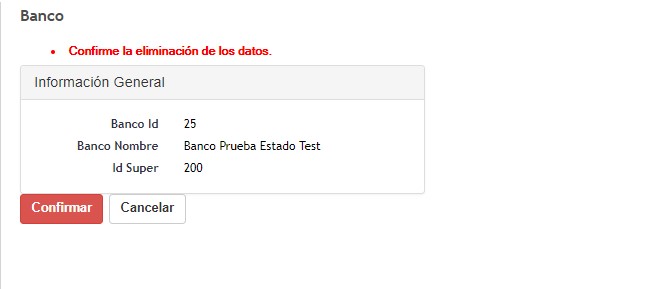 Banco
• Confirme la eliminación de los datos.
Información General
Banco Id 25
Banco Nombre Banco Prueba Estado Test
Id Super 200
Confirmar Cancelar